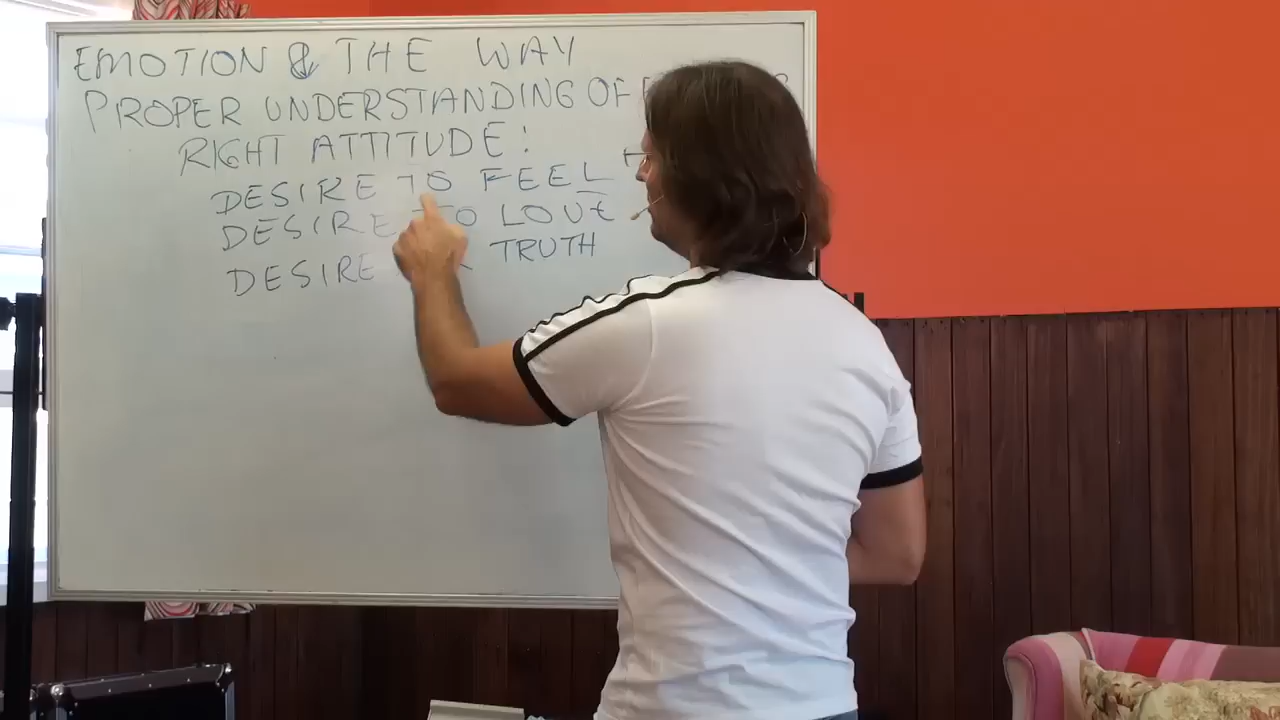 EMOTION & THE WAY
PROPER UNDERSTANDING OF
RIGHT ATTITUDE:
DESIRE TO FEEL
DESIRE TO LOVE
DESIRE TRUTH